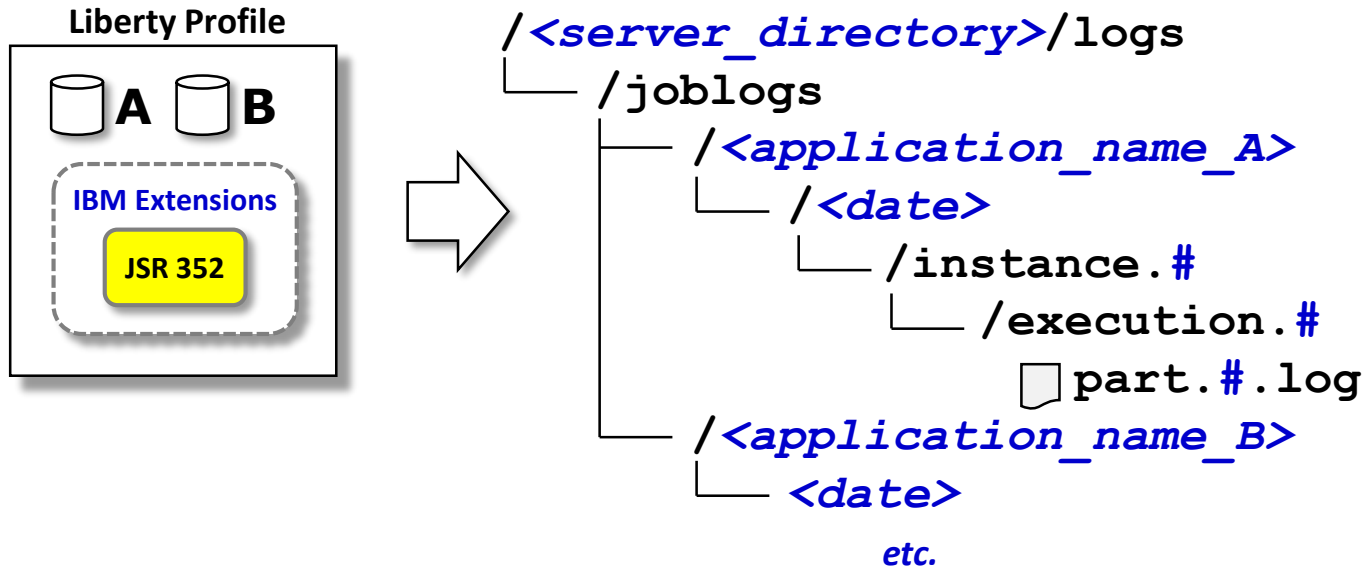 Liberty Profile
A B
IBM Extensions
JSR 352
/<server_directory>/logs
/joblogs
/<application_name_A>
/<date>
/instance.#
/execution.#
part.#.log
/<application_name_B>
<date>
etc.